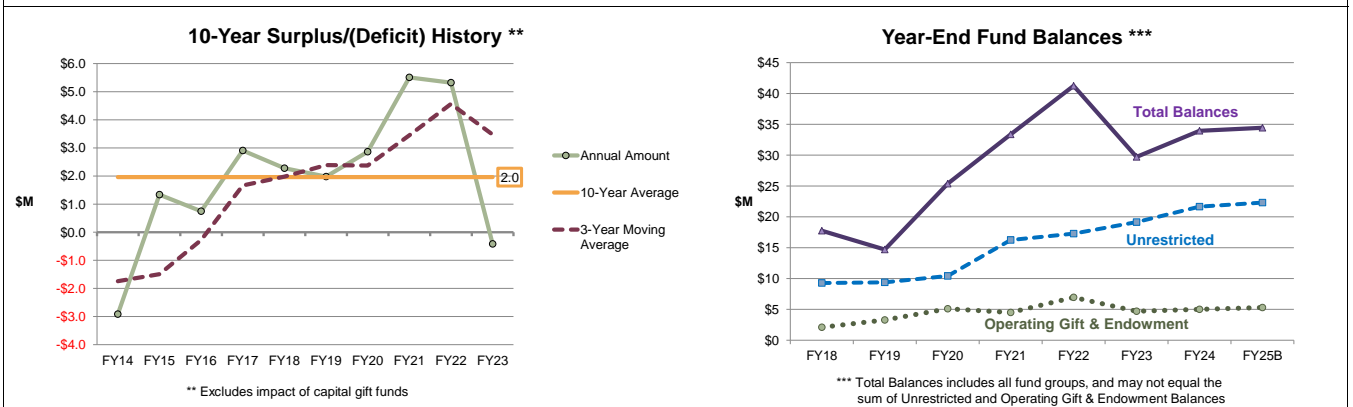 10-Year Surplus/(Deficit) History **
$6.0
$5.0
$4.0
$3.0
$2.0
$1.0
$0.0
-$1.0
-$2.0
-$3.0
-$4.0
$M
2.0
FY14 FY15 FY16 FY17 FY18 FY19 FY20 FY21 FY22 FY23
** Excludes impact of capital gift funds
Annual Amount
10-Year Average
3-Year Moving
Average
Year-End Fund Balances ***
$45
$40
$35
$30
$25
$20
$15
$10
$5
$0
$M
Total Balances
Unrestricted
Operating Gift & Endowment
FY18 FY19 FY20 FY21 FY22 FY23 FY24 FY25B
*** Total Balances includes all fund groups, and may not equal the
sum of Unrestricted and Operating Gift & Endowment Balances